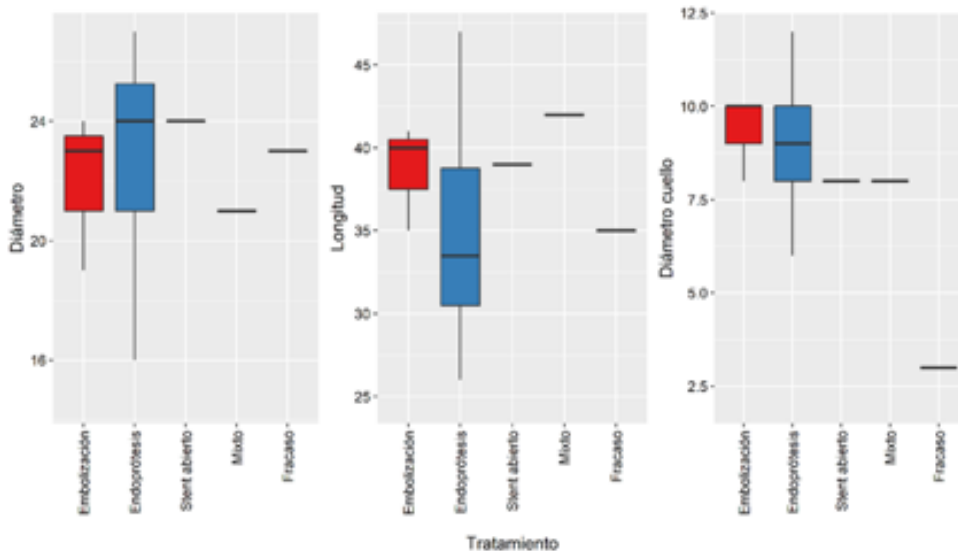 Diámetro
24
20
16
Embolización
Endoprótesis
Stent abierto
Mixto
Fracaso
Longitud
45
40
35
30
25
Embolización
Endoprótesis
Stent abierto
Mixto
Fracaso
Diámetro cuello
12.5
10.0
7.5
5.0
2.5
Embolización
Endoprótesis
Stent abierto
Mixto
Fracaso
Tratamiento